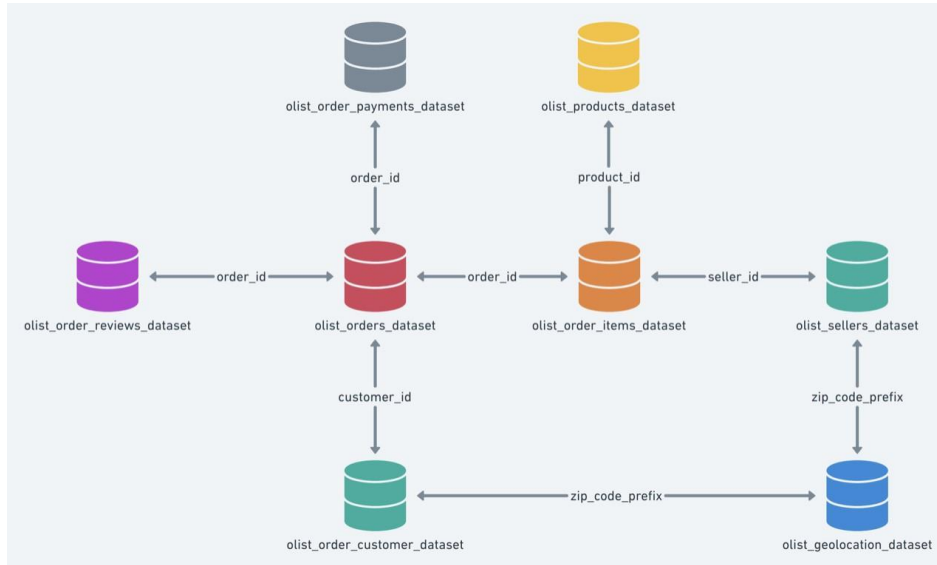 olist_order_payments_dataset
olist_products_dataset
order_id
product_id
order_id
order_id
seller_id
olist_order_reviews_dataset
olist_orders_dataset
olist_order_items_dataset
olist_sellers_dataset
customer_id
zip_code_prefix
zip_code_prefix
olist_order_customer_dataset
olist_geolocation_dataset